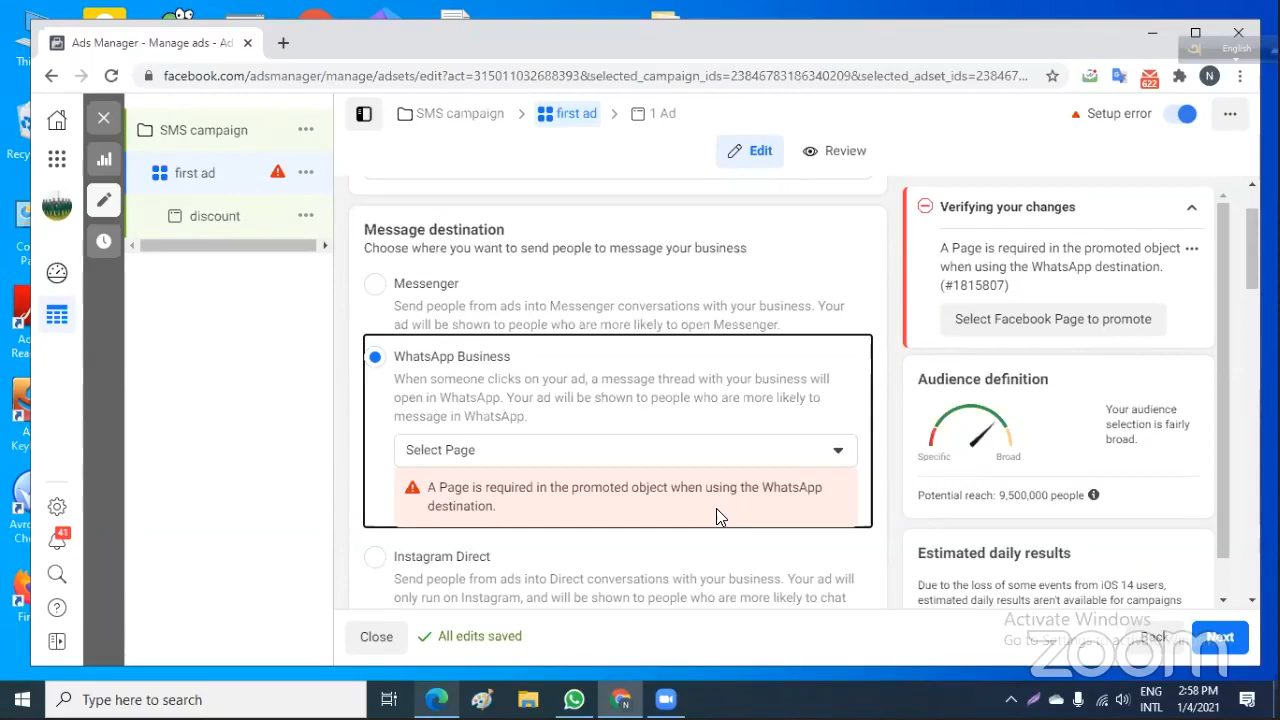 Ads Manager - Manage ads - Ad
English
facebook.com/adsmanager/manage/adsets/edit?act=315011032688393&selected_campaign_ids=23846783186340209&selected_adset_ids=238467...
N
622
SMS campaign
first ad
discount
SMS campaign > first ad > 1 Ad
Setup error
Edit
Review
Message destination
Choose where you want to send people to message your business
Messenger
Send people from ads into Messenger conversations with your business. Your
ad will be shown to people who are more likely to open Messenger.
WhatsApp Business
When someone clicks on your ad, a message thread with your business will
open in WhatsApp. Your ad will be shown to people who are more likely to
message in WhatsApp.
Select Page
A Page is required in the promoted object when using the WhatsApp
destination.
Instagram Direct
Send people from ads into Direct conversations with your business. Your ad will
only run on Instagram, and will be shown to people who are more likely to chat
Close
All edits saved
Back
Next
Verifying your changes
A Page is required in the promoted object
when using the WhatsApp destination.
(#1815807)
Select Facebook Page to promote
Audience definition
Your audience
selection is fairly
broad.
Specific
Broad
Potential reach: 9,500,000 people
Estimated daily results
Due to the loss of some events from iOS 14 users,
estimated daily results aren't available for campaigns
Activate Windows
zoom
41
Recy
Type here to search
ENG
INTL
2:58 PM
1/4/2021